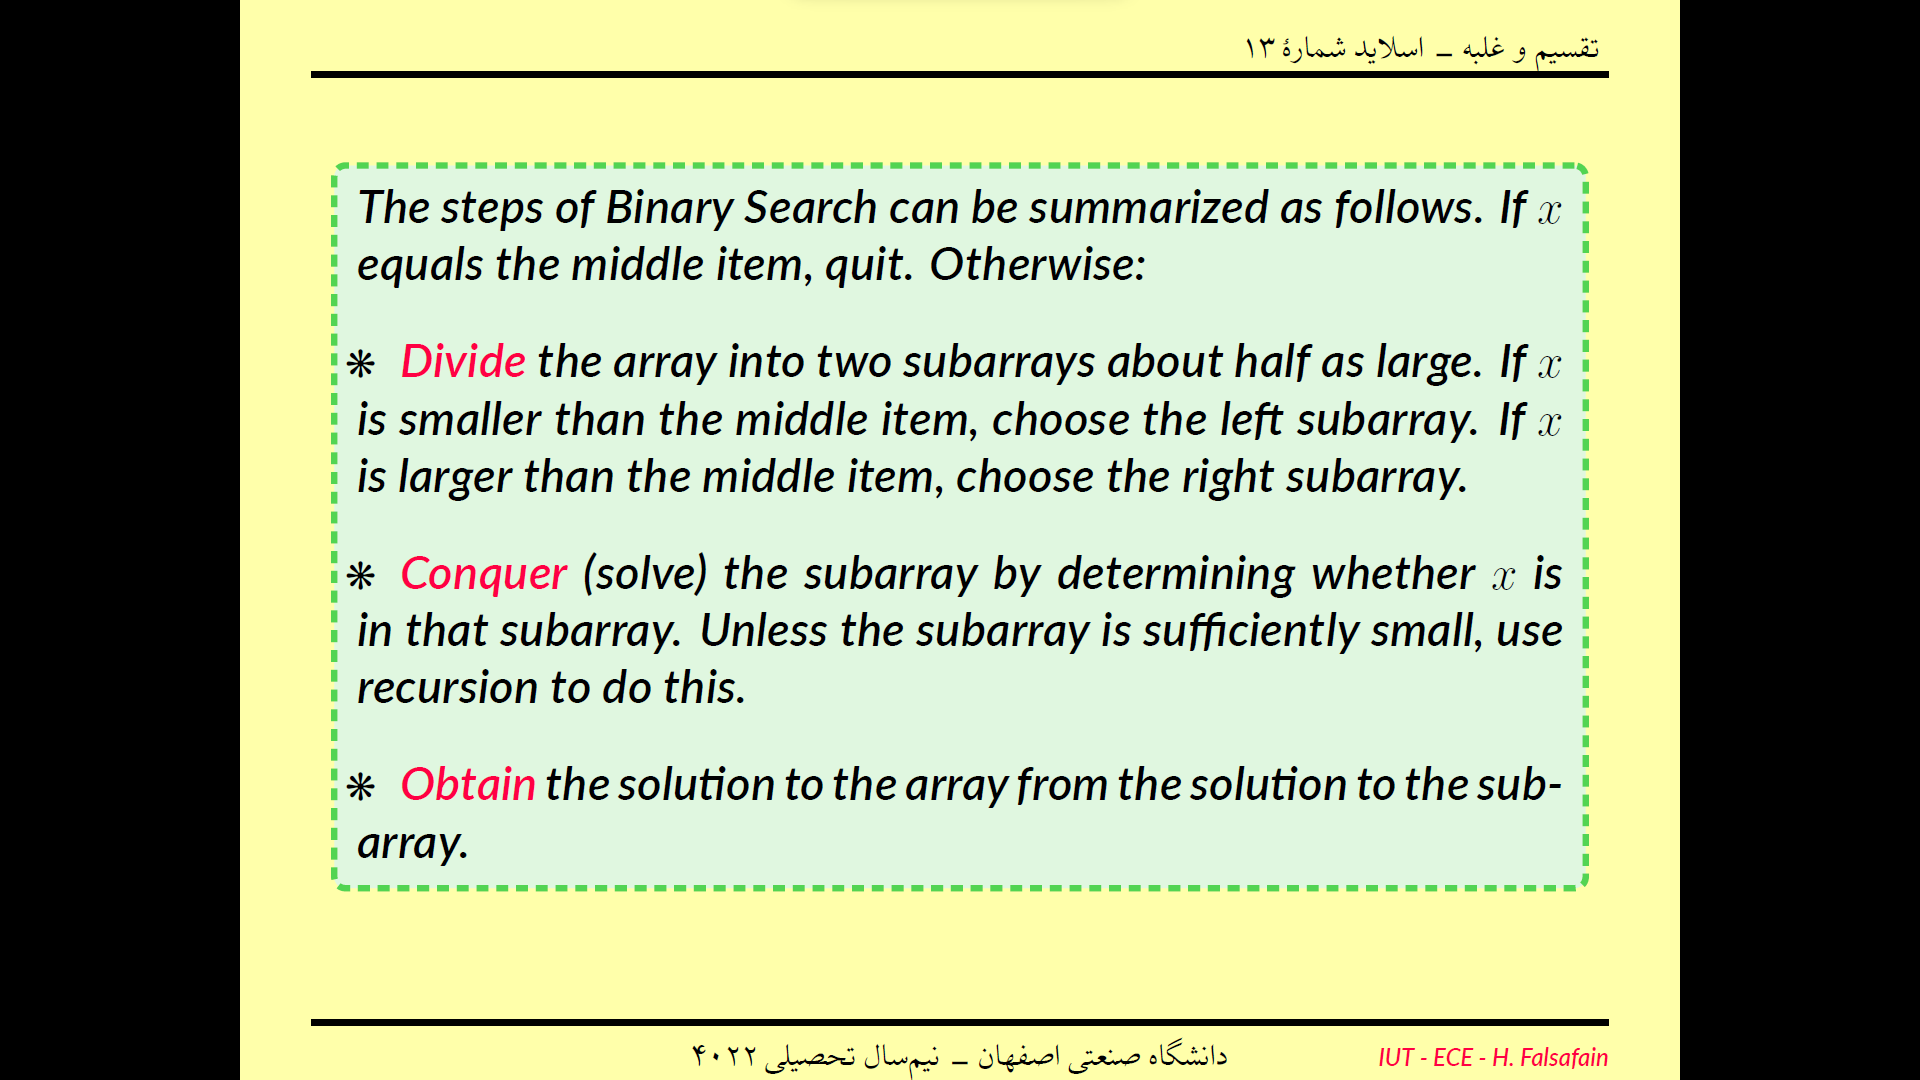 تقسیم و غلبه – اسلاید شمارهٔ ۱۳
The steps of Binary Search can be summarized as follows. If x
equals the middle item, quit. Otherwise:
❋ Divide the array into two subarrays about half as large. If x
is smaller than the middle item, choose the left subarray. If x
is larger than the middle item, choose the right subarray.
❋ Conquer (solve) the subarray by determining whether x is
in that subarray. Unless the subarray is sufficiently small, use
recursion to do this.
❋ Obtain the solution to the array from the solution to the sub-
array.
دانشگاه صنعتی اصفهان – نیم‌سال تحصیلی ۴۰۲۲
IUT - ECE - H. Falsafain